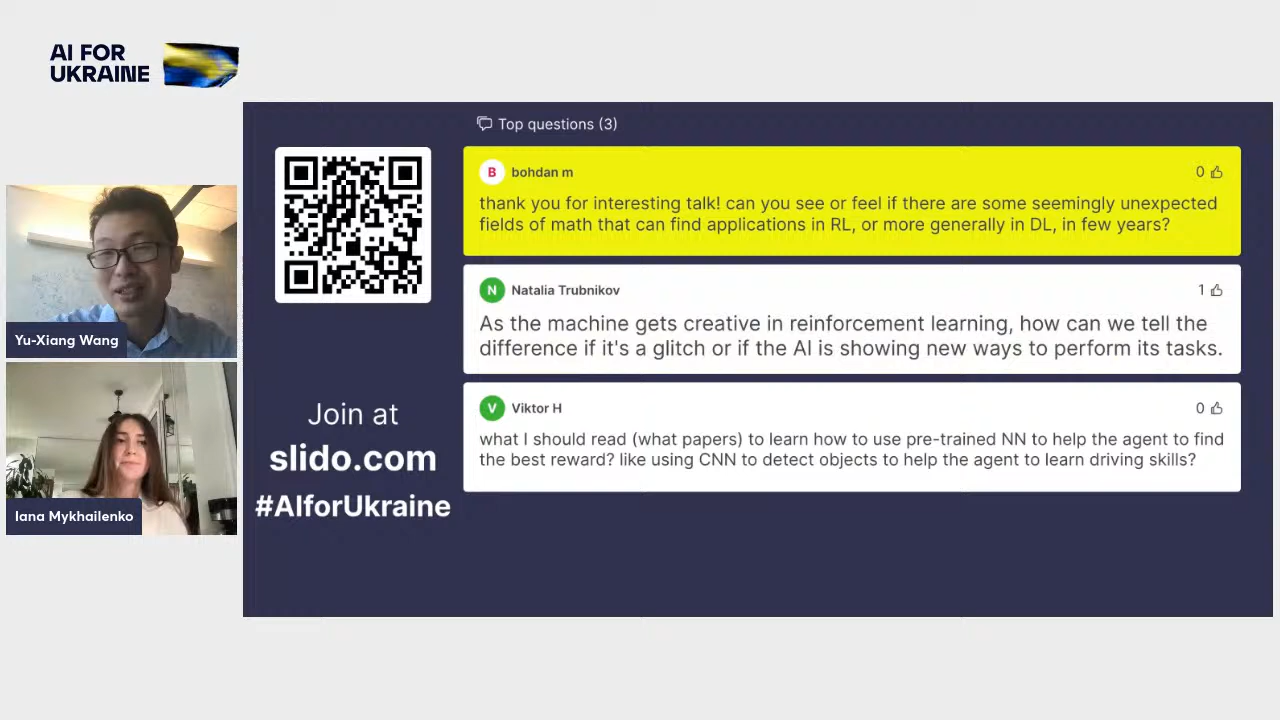 AI FOR
UKRAINE
Top questions (3)
B
bohdan m
0
thank you for interesting talk! can you see or feel if there are some seemingly unexpected
fields of math that can find applications in RL, or more generally in DL, in few years?
N
Natalia Trubnikov
1
As the machine gets creative in reinforcement learning, how can we tell the
difference if it's a glitch or if the AI is showing new ways to perform its tasks.
V
Viktor H
0
what I should read (what papers) to learn how to use pre-trained NN to help the agent to find
the best reward? like using CNN to detect objects to help the agent to learn driving skills?
Join at
slido.com
#AIforUkraine
Yu-Xiang Wang
Iana Mykhailenko